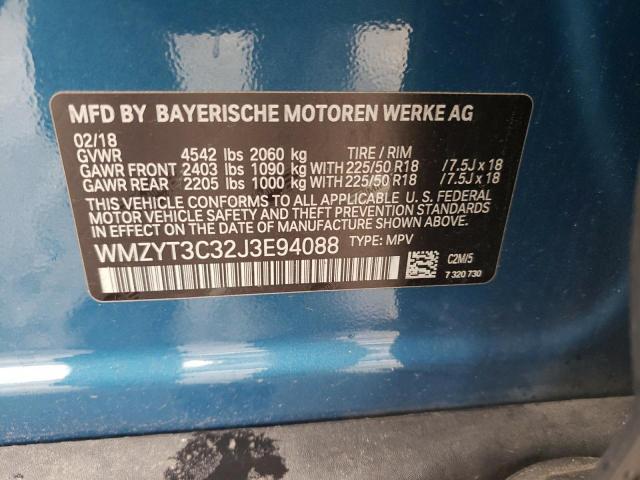 MFD BY BAYERISCHE MOTOREN WERKE AG
02/18
GVWR 4542 lbs 2060 kg TIRE / RIM
GAWR FRONT 2403 lbs 1090 kg WITH 225/50 R18 /7.5J x 18
GAWR REAR 2205 lbs 1000 kg WITH 225/50 R18 /7.5J x 18
THIS VEHICLE CONFORMS TO ALL APPLICABLE U. S. FEDERAL
MOTOR VEHICLE SAFETY, BUMPER,
AND THEFT PREVENTION STANDARDS
IN EFFECT ON THE DATE OF MANUFACTURE SHOWN ABOVE.
WMZYT3C32J3E94088 TYPE: MPV
C2M/5
7 320 730